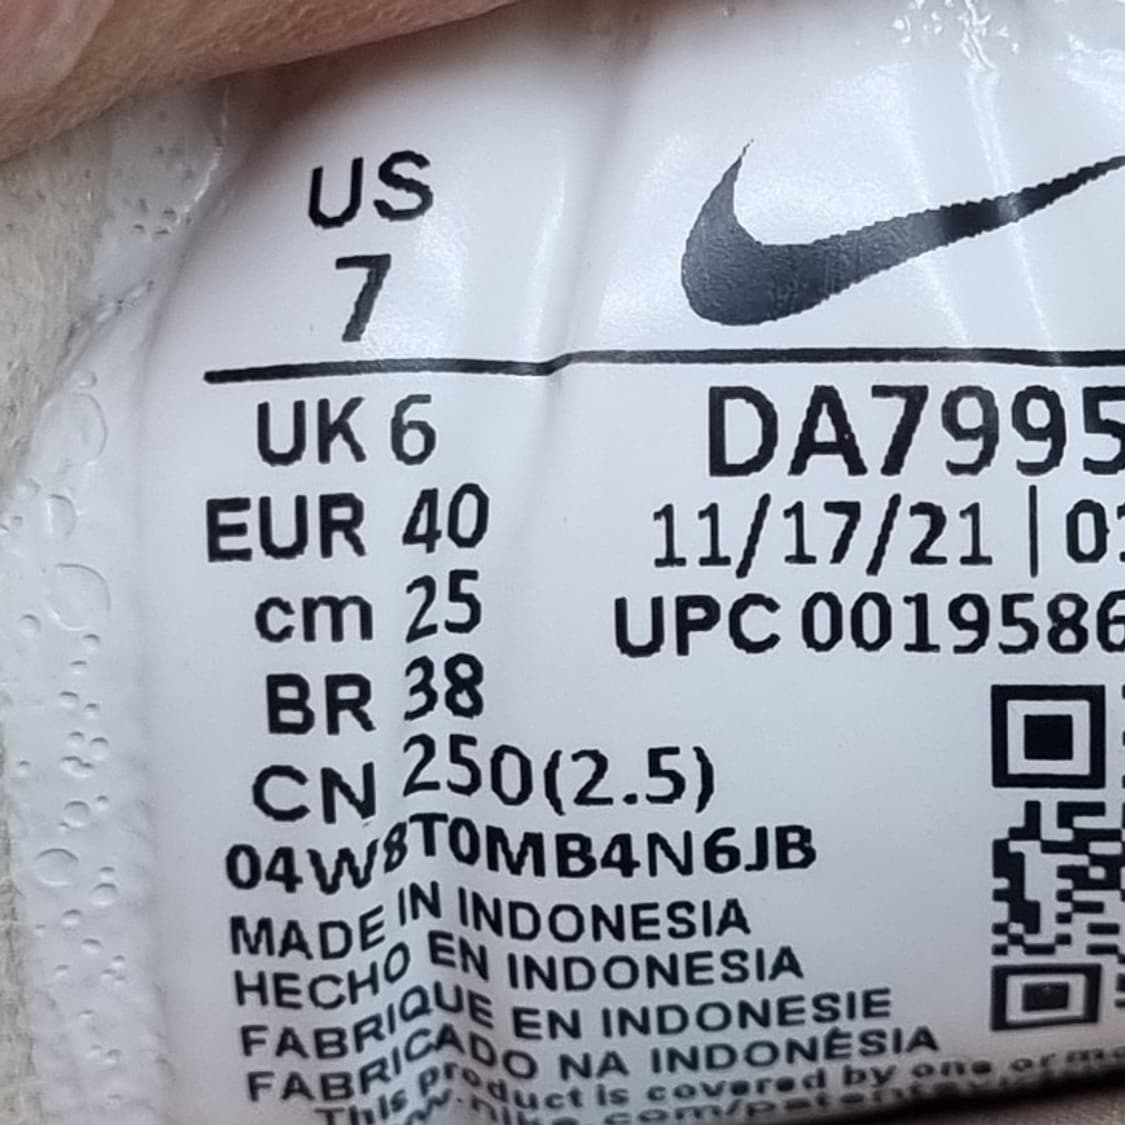 US
7
UK 6
EUR 40
cm 25
BR 38
CN 250(2.5)
04W8T0MB4N6JB
MADE IN INDONESIA
HECHO EN INDONESIA
FABRIQUE EN INDONESIE
FABRICADO NA INDONÉSIA
This product is covered by one or
DA7995
11/17/21 | 01
UPC 0019586